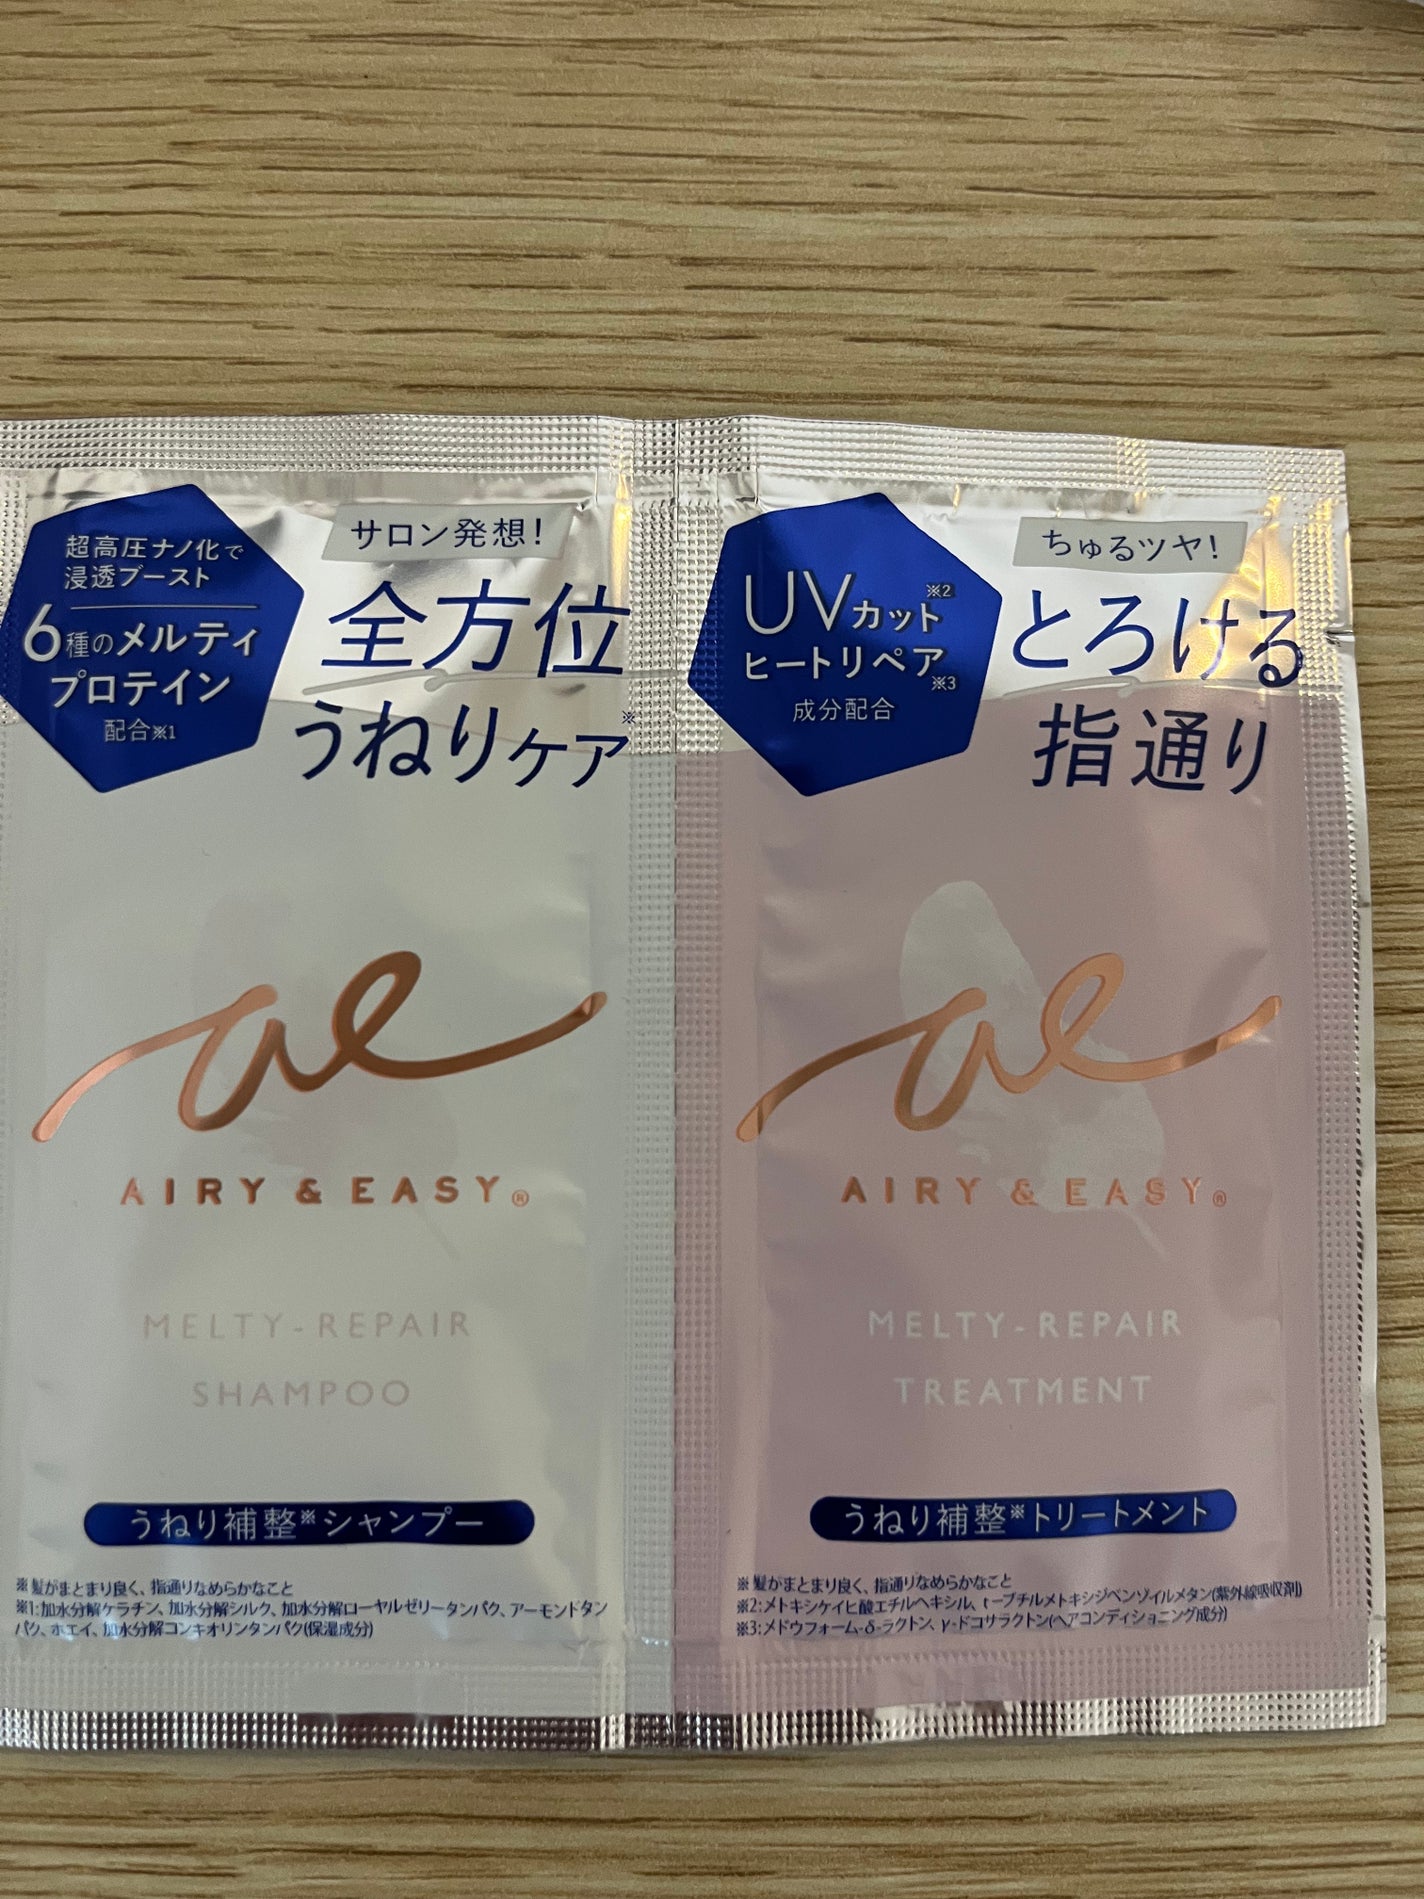 超高圧ナノ化で
浸透ブースト
6種のメルティ
プロテイン
配合※1
サロン発想!
全方位
うねりケア※
ae
AIRY & EASY®
MELTY-REPAIR
SHAMPOO
うねり補整※シャンプー
※髪がまとまり良く、指通りなめらかなこと
※1:加水分解ケラチン、加水分解シルク、加水分解ローヤルゼリータンパク、アーモンドタン
パク、ホエイ、加水分解コンキオリンタンパク(保湿成分)
UVカット※2
ヒートリペア※3
成分配合
ちゅるツヤ!
とろける
指通り
ae
AIRY & EASY®
MELTY-REPAIR
TREATMENT
うねり補整※トリートメント
※髪がまとまり良く、指通りなめらかなこと
※2:メトキシケイヒ酸エチルヘキシル、t-ブチルメトキシジベンゾイルメタン(紫外線吸収剤)
※3:メドウフォーム-δ-ラクトン、γ-ドコサラクトン(ヘアコンディショニング成分)